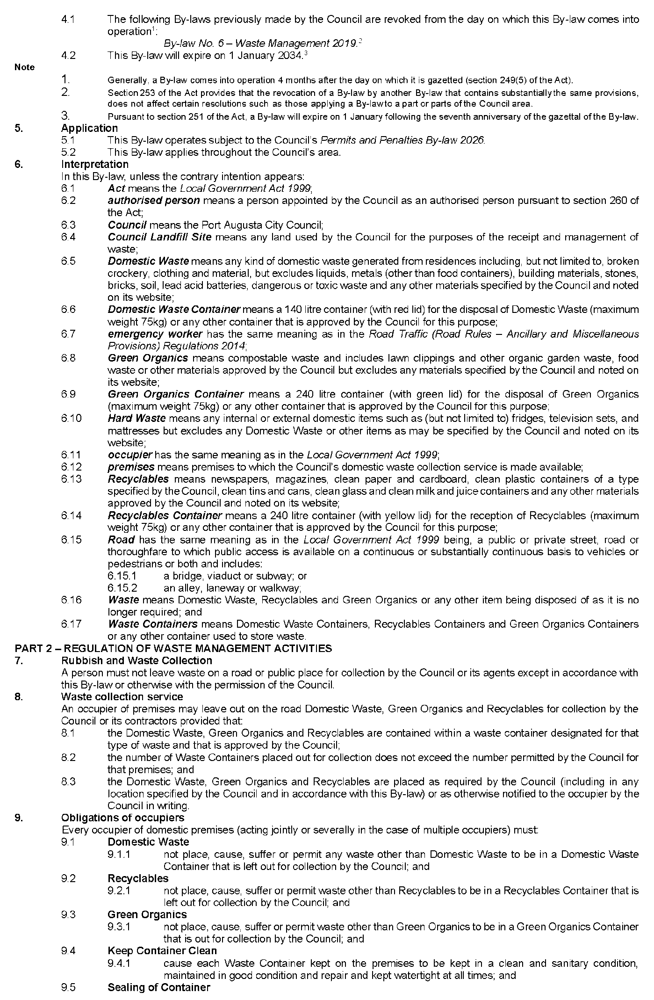 4.1 The following By-laws previously made by the Council are revoked from the day on which this By-law comes into
operation1:
By-law No. 6 – Waste Management 2019.2
4.2 This By-law will expire on 1 January 2034.3
Note
1. Generally, a By-law comes into operation 4 months after the day on which it is gazetted (section 249(5) of the Act).
2. Section 253 of the Act provides that the revocation of a By-law by another By-law that contains substantially the same provisions,
does not affect certain resolutions such as those applying a By-law to a part or parts of the Council area.
3. Pursuant to section 251 of the Act, a By-law will expire on 1 January following the seventh anniversary of the gazettal of the By-law.
5. Application
5.1 This By-law operates subject to the Council’s Permits and Penalties By-law 2026.
5.2 This By-law applies throughout the Council’s area.
6. Interpretation
In this By-law, unless the contrary intention appears:
6.1 Act means the Local Government Act 1999;
6.2 authorised person means a person appointed by the Council as an authorised person pursuant to section 260 of
the Act;
6.3 Council means the Port Augusta City Council;
6.4 Council Landfill Site means any land used by the Council for the purposes of the receipt and management of
waste;
6.5 Domestic Waste means any kind of domestic waste generated from residences including, but not limited to, broken
crockery, clothing and material, but excludes liquids, metals (other than food containers), building materials, stones,
bricks, soil, lead acid batteries, dangerous or toxic waste and any other materials specified by the Council and noted
on its website;
6.6 Domestic Waste Container means a 140 litre container (with red lid) for the disposal of Domestic Waste (maximum
weight 75kg) or any other container that is approved by the Council for this purpose;
6.7 emergency worker has the same meaning as in the Road Traffic (Road Rules – Ancillary and Miscellaneous
Provisions) Regulations 2014;
6.8 Green Organics means compostable waste and includes lawn clippings and other organic garden waste, food
waste or other materials approved by the Council but excludes any materials specified by the Council and noted on
its website;
6.9 Green Organics Container means a 240 litre container (with green lid) for the disposal of Green Organics
(maximum weight 75kg) or any other container that is approved by the Council for this purpose;
6.10 Hard Waste means any internal or external domestic items such as (but not limited to) fridges, television sets, and
mattresses but excludes any Domestic Waste or other items as may be specified by the Council and noted on its
website;
6.11 occupier has the same meaning as in the Local Government Act 1999;
6.12 premises means premises to which the Council’s domestic waste collection service is made available;
6.13 Recyclables means newspapers, magazines, clean paper and cardboard, clean plastic containers of a type
specified by the Council, clean tins and cans, clean glass and clean milk and juice containers and any other materials
approved by the Council and noted on its website;
6.14 Recyclables Container means a 240 litre container (with yellow lid) for the reception of Recyclables (maximum
weight 75kg) or any other container that is approved by the Council for this purpose;
6.15 Road has the same meaning as in the Local Government Act 1999 being, a public or private street, road or
thoroughfare to which public access is available on a continuous or substantially continuous basis to vehicles or
pedestrians or both and includes:
6.15.1 a bridge, viaduct or subway; or
6.15.2 an alley, laneway or walkway;
6.16 Waste means Domestic Waste, Recyclables and Green Organics or any other item being disposed of as it is no
longer required; and
6.17 Waste Containers means Domestic Waste Containers, Recyclables Containers and Green Organics Containers
or any other container used to store waste.
PART 2 – REGULATION OF WASTE MANAGEMENT ACTIVITIES
7. Rubbish and Waste Collection
A person must not leave waste on a road or public place for collection by the Council or its agents except in accordance with
this By-law or otherwise with the permission of the Council.
8. Waste collection service
An occupier of premises may leave out on the road Domestic Waste, Green Organics and Recyclables for collection by the
Council or its contractors provided that:
8.1 the Domestic Waste, Green Organics and Recyclables are contained within a waste container designated for that
type of waste and that is approved by the Council;
8.2 the number of Waste Containers placed out for collection does not exceed the number permitted by the Council for
that premises; and
8.3 the Domestic Waste, Green Organics and Recyclables are placed as required by the Council (including in any
location specified by the Council and in accordance with this By-law) or as otherwise notified to the occupier by the
Council in writing.
9. Obligations of occupiers
Every occupier of domestic premises (acting jointly or severally in the case of multiple occupiers) must:
9.1 Domestic Waste
9.1.1 not place, cause, suffer or permit any waste other than Domestic Waste to be in a Domestic Waste
Container that is left out for collection by the Council; and
9.2 Recyclables
9.2.1 not place, cause, suffer or permit waste other than Recyclables to be in a Recyclables Container that is
left out for collection by the Council; and
9.3 Green Organics
9.3.1 not place, cause, suffer or permit waste other than Green Organics to be in a Green Organics Container
that is out for collection by the Council; and
9.4 Keep Container Clean
9.4.1 cause each Waste Container kept on the premises to be kept in a clean and sanitary condition,
maintained in good condition and repair and kept watertight at all times; and
9.5 Sealing of Container